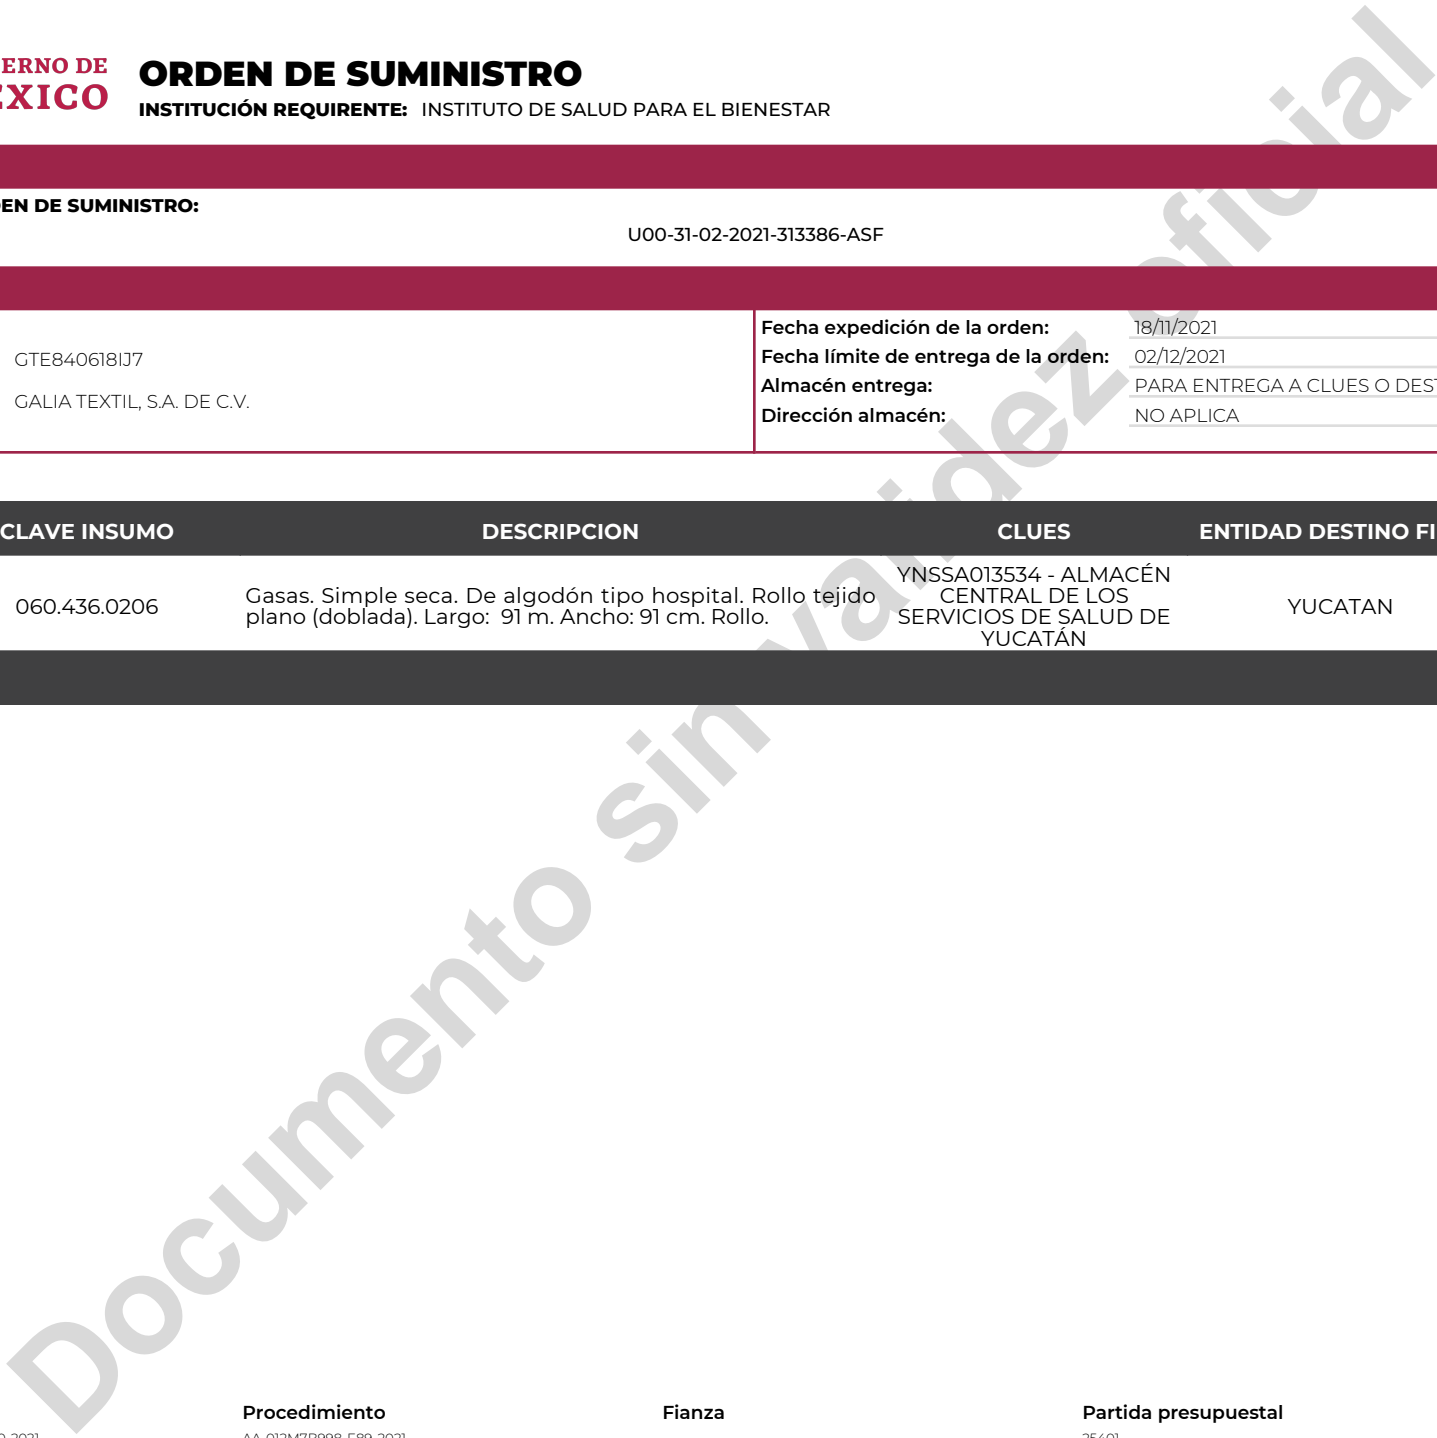 ERNO DE
EXICO
ORDEN DE SUMINISTRO
INSTITUCIÓN REQUIRENTE: INSTITUTO DE SALUD PARA EL BIENESTAR
EN DE SUMINISTRO:
U00-31-02-2021-313386-ASF
GTE840618IJ7
GALIA TEXTIL, S.A. DE C.V.
Fecha expedición de la orden: 18/11/2021
Fecha límite de entrega de la orden: 02/12/2021
Almacén entrega: PARA ENTREGA A CLUES O DEST
Dirección almacén: NO APLICA
CLAVE INSUMO DESCRIPCION CLUES ENTIDAD DESTINO FI
060.436.0206
Gasas. Simple seca. De algodón tipo hospital. Rollo tejido
plano (doblada). Largo: 91 m. Ancho: 91 cm. Rollo.
YNSSA013534 - ALMACÉN
CENTRAL DE LOS
SERVICIOS DE SALUD DE
YUCATÁN
YUCATAN
Documento sin validez oficial
Procedimiento Fianza Partida presupuestal